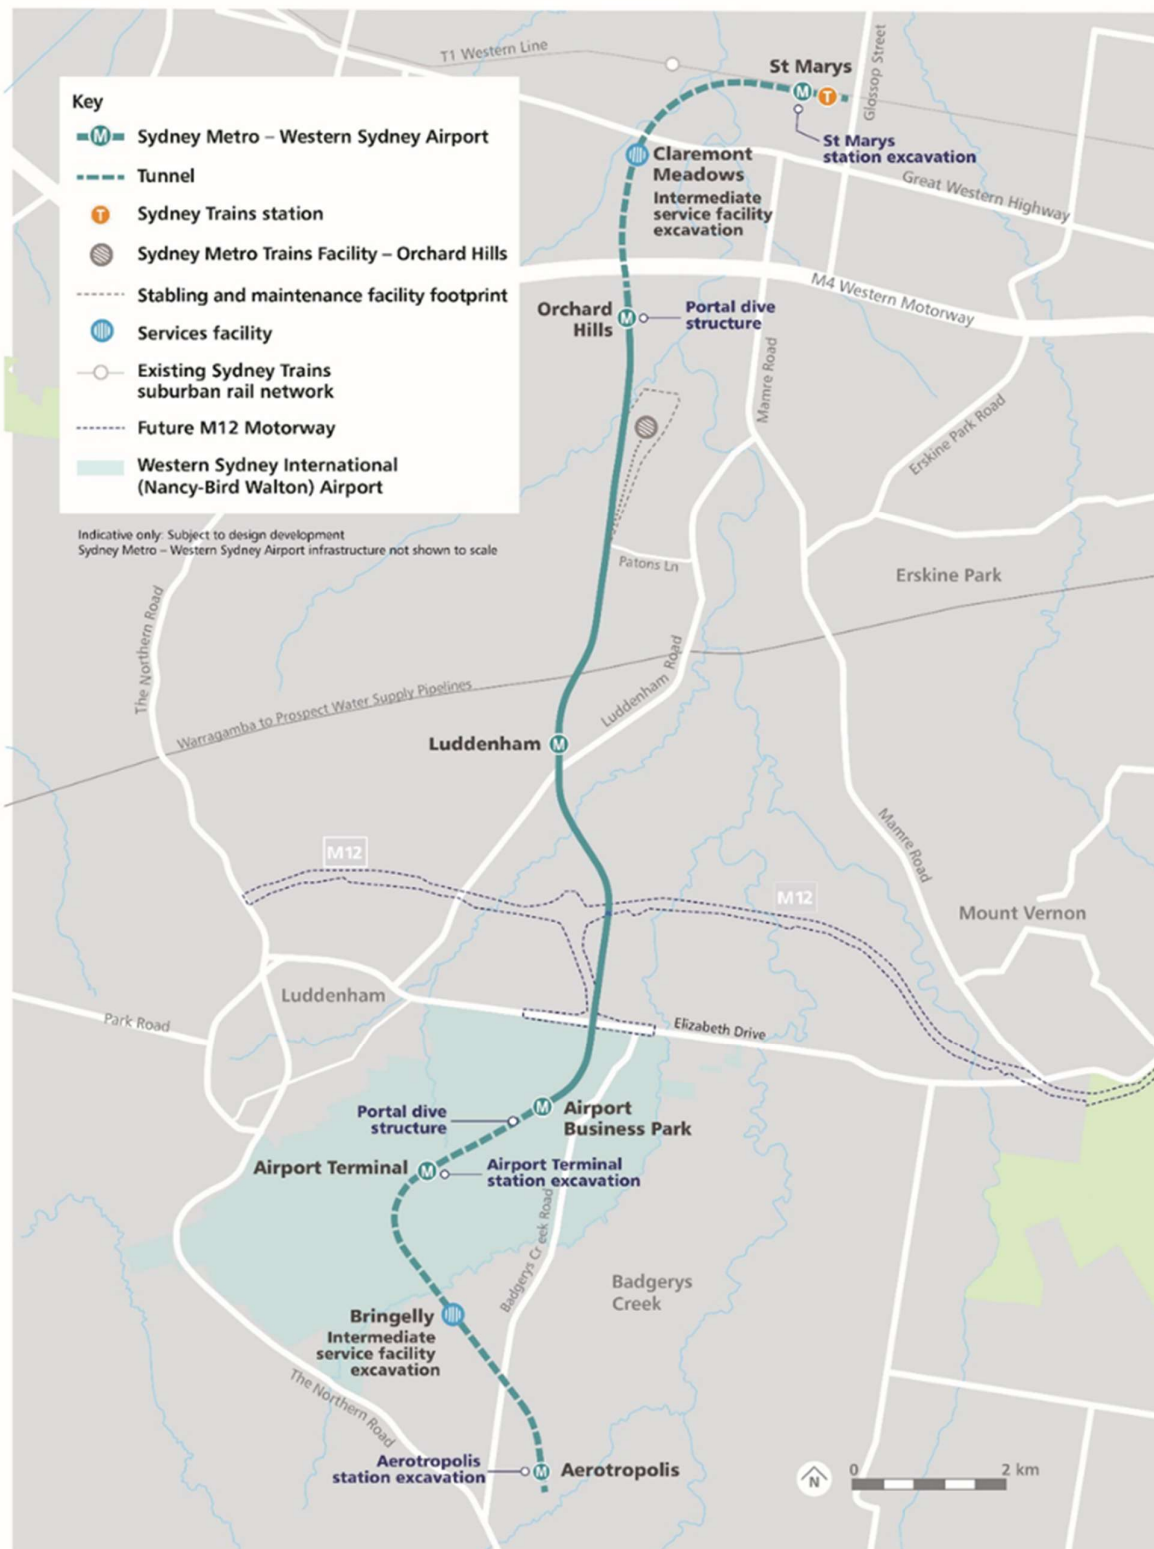 T1 Western Line
St Marys
M
T
Glossop Street
St Marys
station excavation
Key
M
Sydney Metro – Western Sydney Airport
Tunnel
T
Sydney Trains station
Sydney Metro Trains Facility – Orchard Hills
Stabling and maintenance facility footprint
Services facility
Existing Sydney Trains
suburban rail network
Future M12 Motorway
Western Sydney International
(Nancy-Bird Walton) Airport
Indicative only: Subject to design development
Sydney Metro – Western Sydney Airport infrastructure not shown to scale
Claremont
Meadows
Intermediate
service facility
excavation
Great Western Highway
M4 Western Motorway
Orchard
Hills
M
Portal dive
structure
Mamre Road
Erskine Park Road
Patons Ln
Erskine Park
The Northern Road
Warragamba to Prospect Water Supply Pipelines
Luddenham Road
Luddenham
M
Mamre Road
M12
M12
Mount Vernon
Luddenham
Park Road
Elizabeth Drive
Portal dive
structure
M
Airport
Business Park
Airport Terminal
M
Airport Terminal
station excavation
Badgerys Creek Road
Badgerys
Creek
Bringelly
Intermediate
service facility
excavation
The Northern Road
Aerotropolis
station excavation
M
Aerotropolis
N
0
2 km